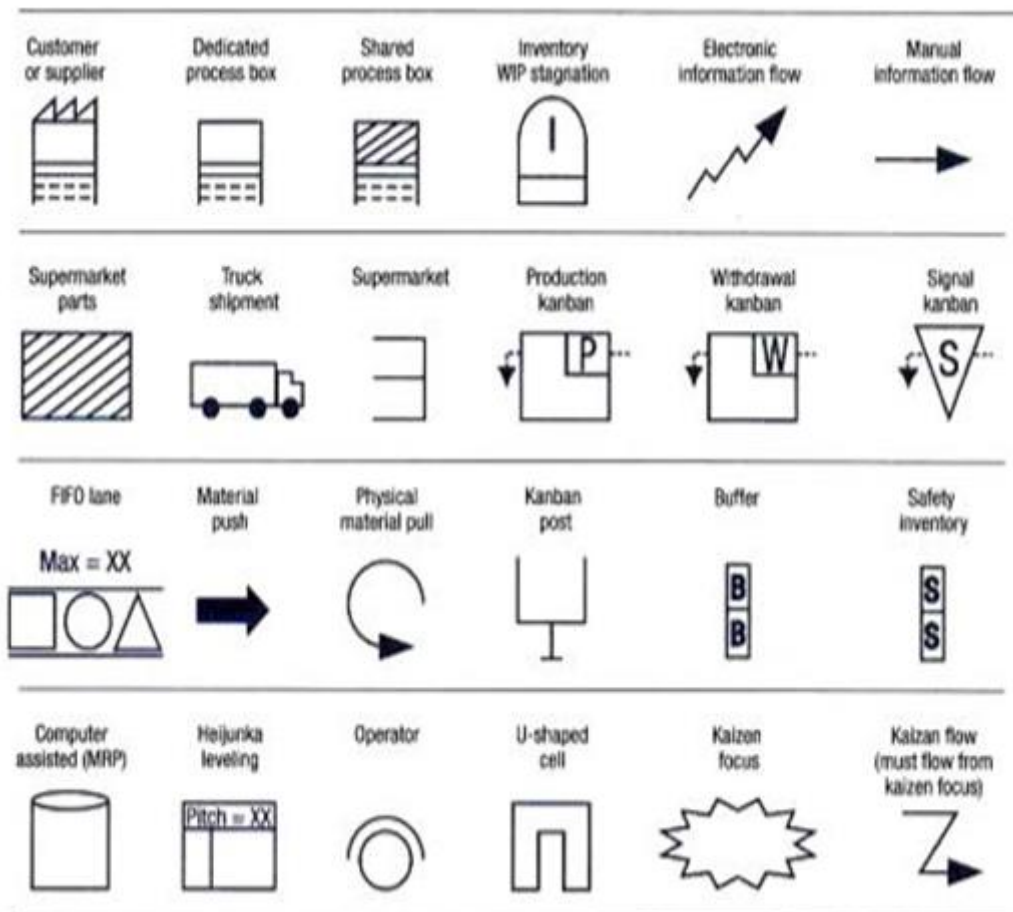 Customer
or supplier
Dedicated
process box
Shared
process box
Inventory
WIP stagnation
Electronic
information flow
Manual
information flow
I
Supermarket
parts
Truck
shipment
Supermarket
Production
kanban
Withdrawal
kanban
Signal
kanban
P
W
S
FIFO lane
Material
push
Physical
material pull
Kanban
post
Buffer
Safety
inventory
Max = XX
B
B
S
S
Computer
assisted (MRP)
Heijunka
leveling
Operator
U-shaped
cell
Kaizen
focus
Kaizan flow
(must flow from
kaizen focus)
Pitch = XX